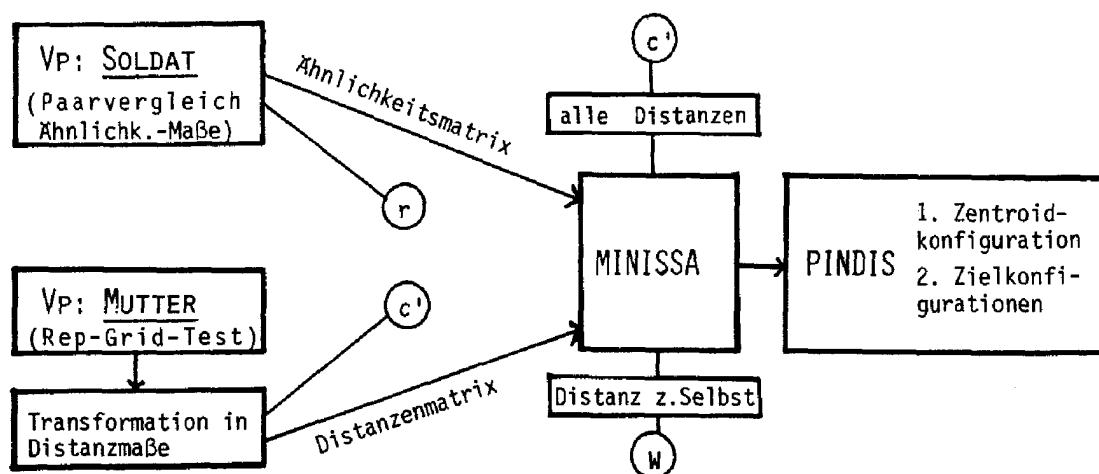 Vp: SOLDAT
(Paarvergleich
Ähnlichk.-Maße)
Ähnlichkeitsmatrix
r
Vp: MUTTER
(Rep-Grid-Test)
c'
Transformation in
Distanzmaße
Distanzenmatrix
c'
alle Distanzen
MINISSA
Distanz z.Selbst
W
PINDIS
1. Zentroid-
konfiguration
2. Zielkonfi-
gurationen